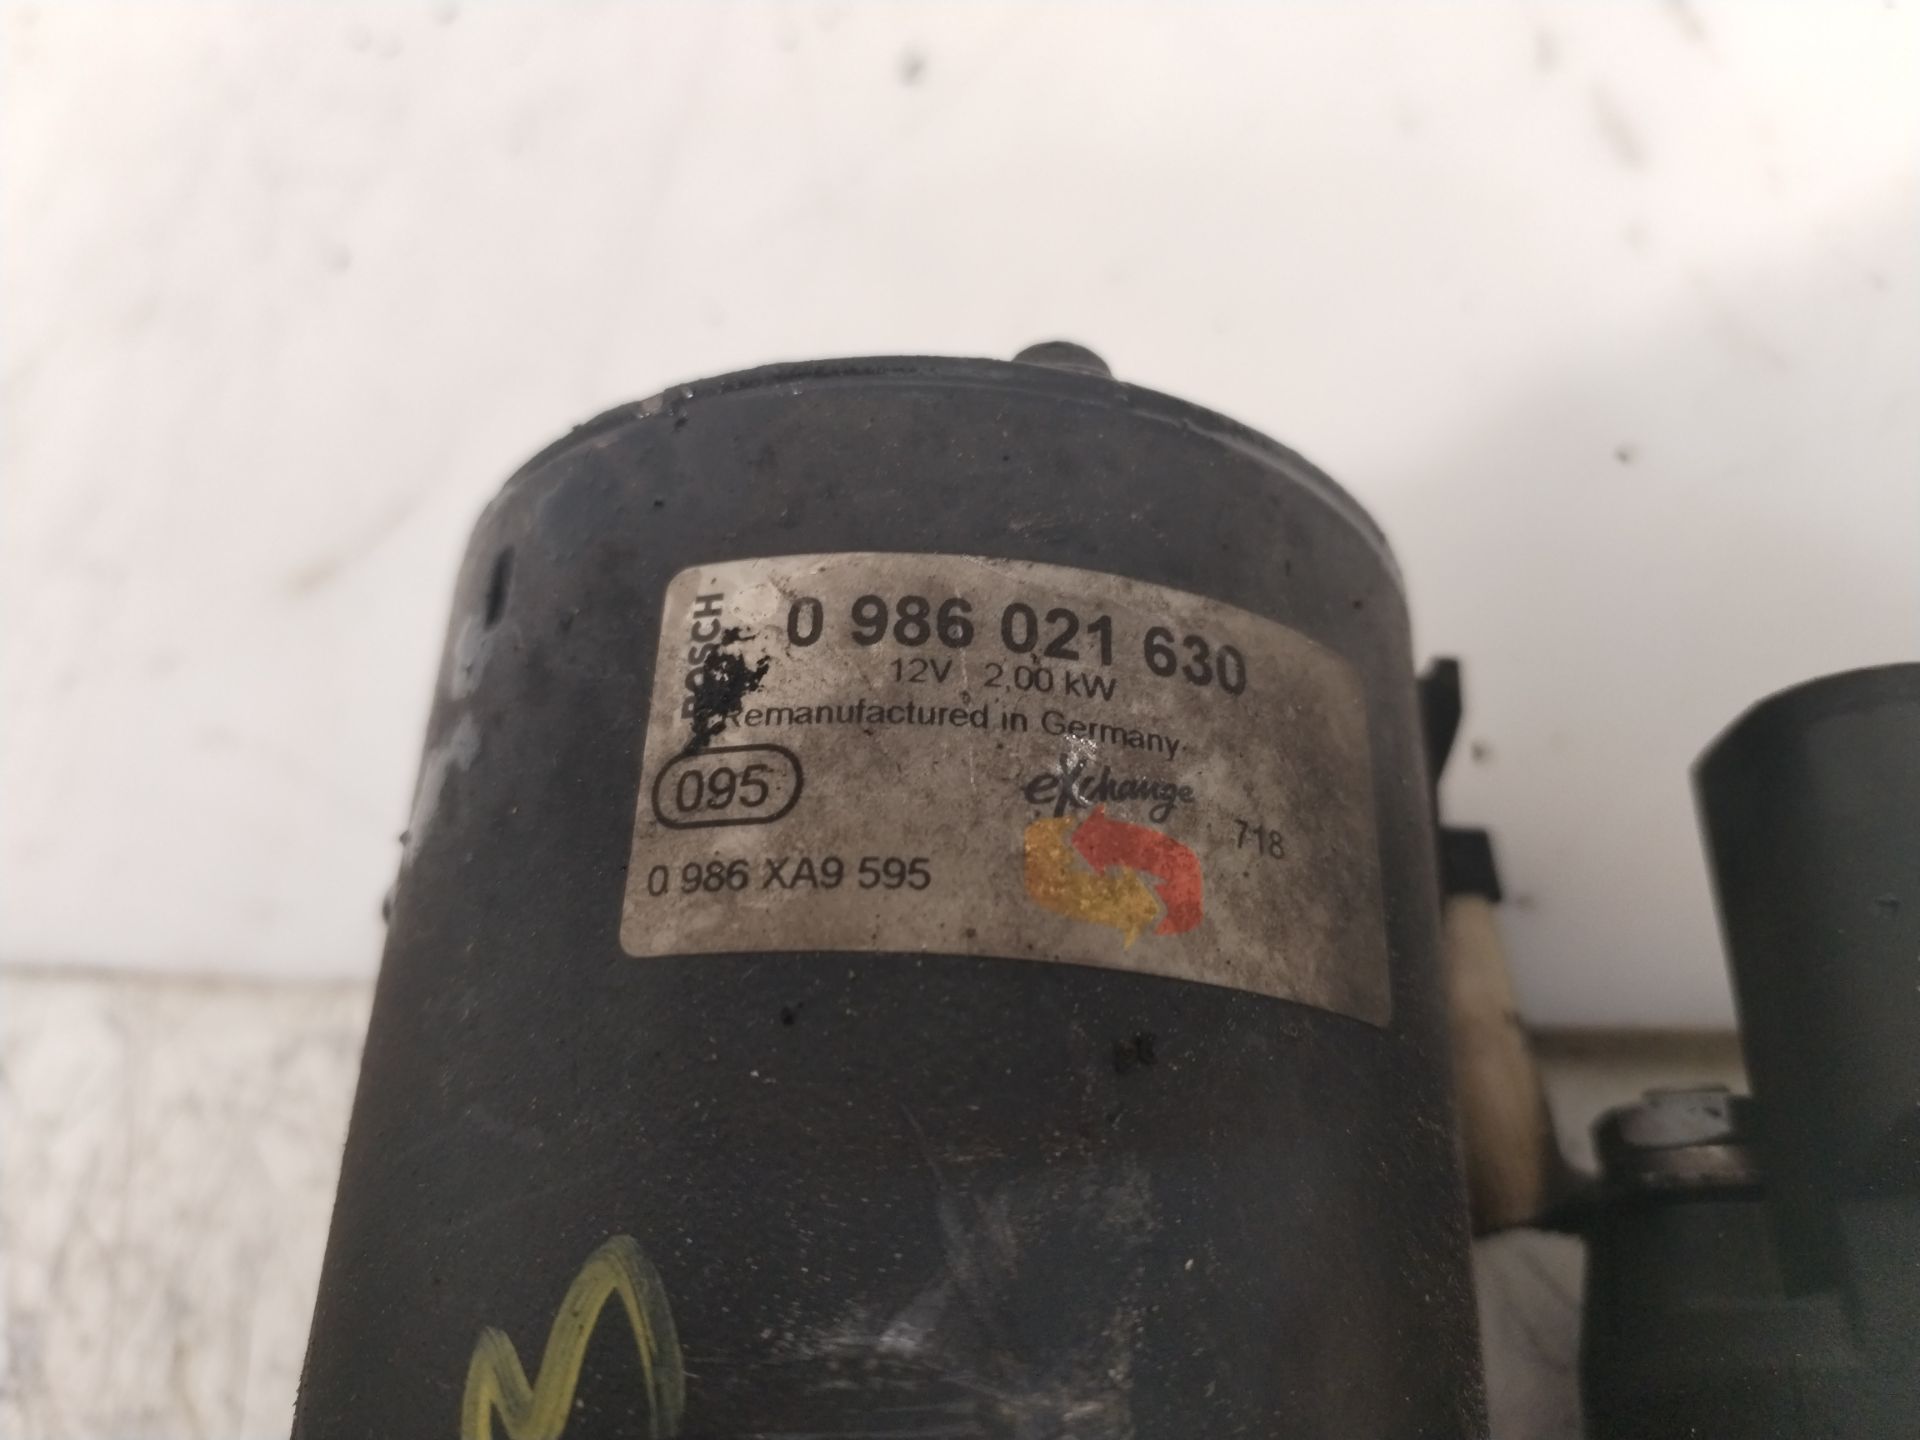 BOSCH
0 986 021 630
12V 2,00 kW
Remanufactured in Germany
095
eXchange
718
0 986 XA9 595